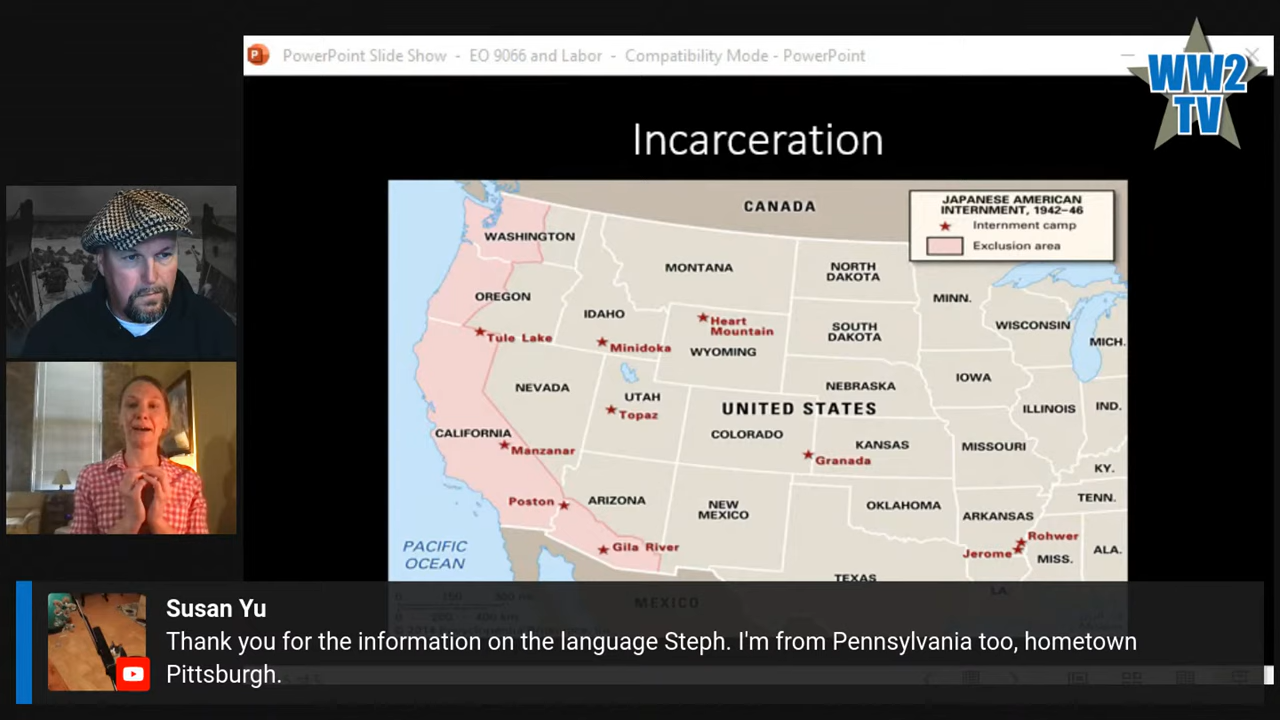 PowerPoint Slide Show - EO 9066 and Labor - Compatibility Mode - PowerPoint
WW2
TV
Incarceration
CANADA
JAPANESE AMERICAN
INTERNMENT, 1942–46
Internment camp
Exclusion area
WASHINGTON
MONTANA
NORTH
DAKOTA
MINN.
OREGON
IDAHO
Heart
Mountain
SOUTH
DAKOTA
WISCONSIN
MICH.
Tule Lake
Minidoka
WYOMING
NEVADA
UTAH
Topaz
NEBRASKA
IOWA
UNITED STATES
ILLINOIS
IND.
CALIFORNIA
Manzanar
COLORADO
KANSAS
MISSOURI
Granada
KY.
Poston
ARIZONA
NEW
MEXICO
OKLAHOMA
ARKANSAS
TENN.
PACIFIC
OCEAN
Gila River
Rohwer
Jerome
MISS.
ALA.
TEXAS
LA.
MEXICO
Susan Yu
Thank you for the information on the language Steph. I'm from Pennsylvania too, hometown
Pittsburgh.